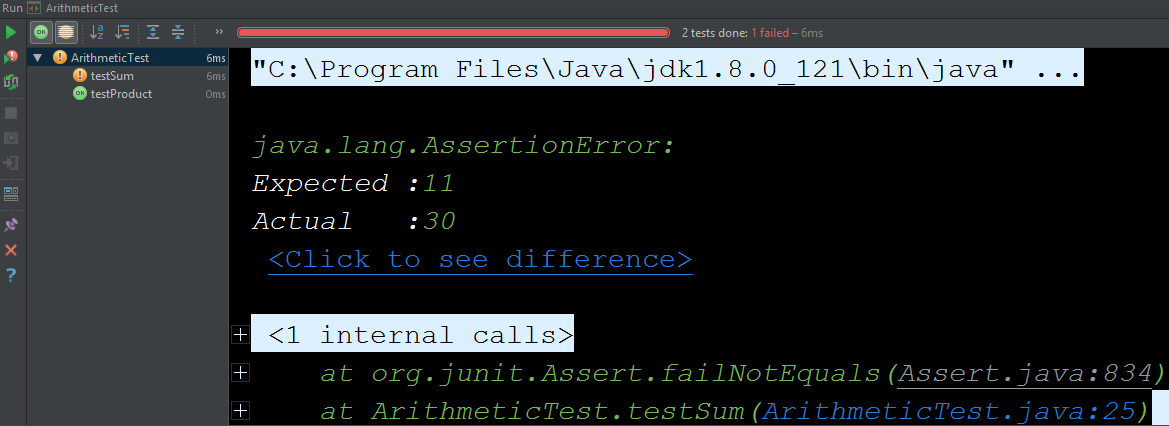 Run ArithmeticTest
OK » 2 tests done: 1 failed – 6ms
ArithmeticTest 6ms
testSum 6ms
OK testProduct 0ms
"C:\Program Files\Java\jdk1.8.0_121\bin\java" ...
java.lang.AssertionError:
Expected :11
Actual   :30
<Click to see difference>
<1 internal calls>
at org.junit.Assert.failNotEquals(Assert.java:834)
at ArithmeticTest.testSum(ArithmeticTest.java:25)